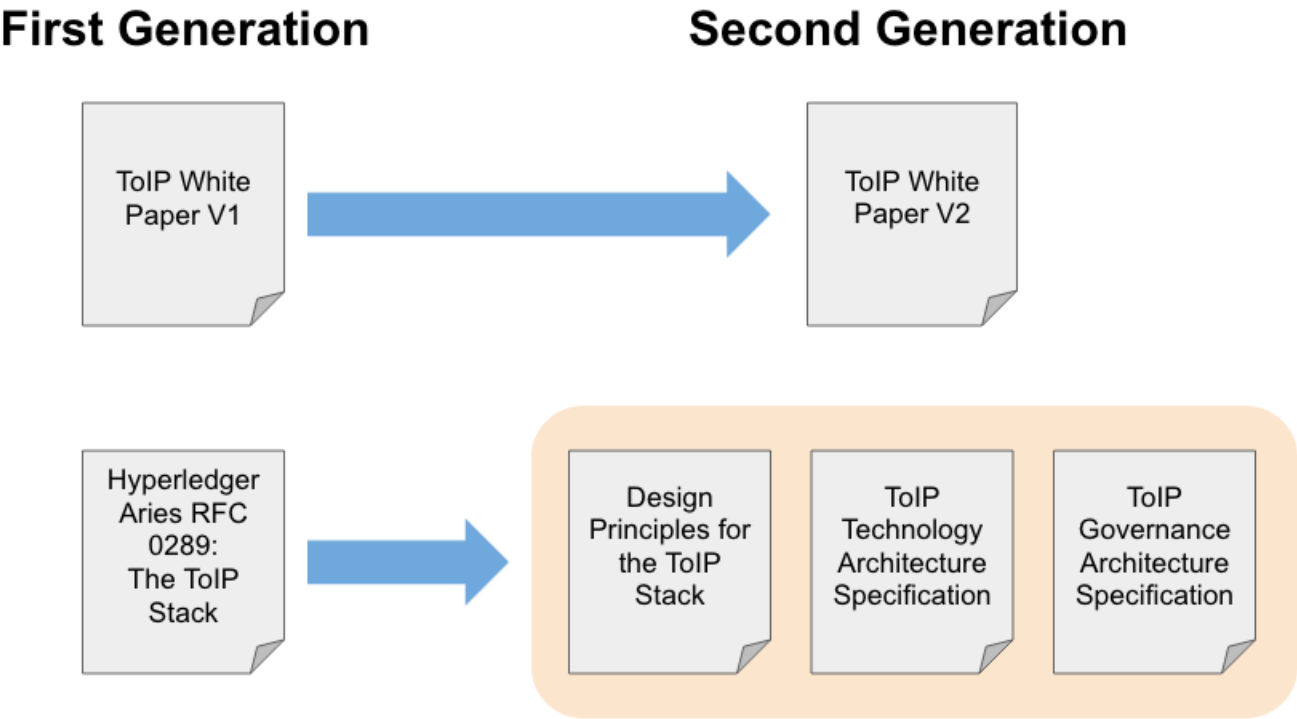 First Generation
Second Generation
ToIP White
Paper V1
ToIP White
Paper V2
Hyperledger
Aries RFC
0289:
The ToIP
Stack
Design
Principles for
the ToIP
Stack
ToIP
Technology
Architecture
Specification
ToIP
Governance
Architecture
Specification